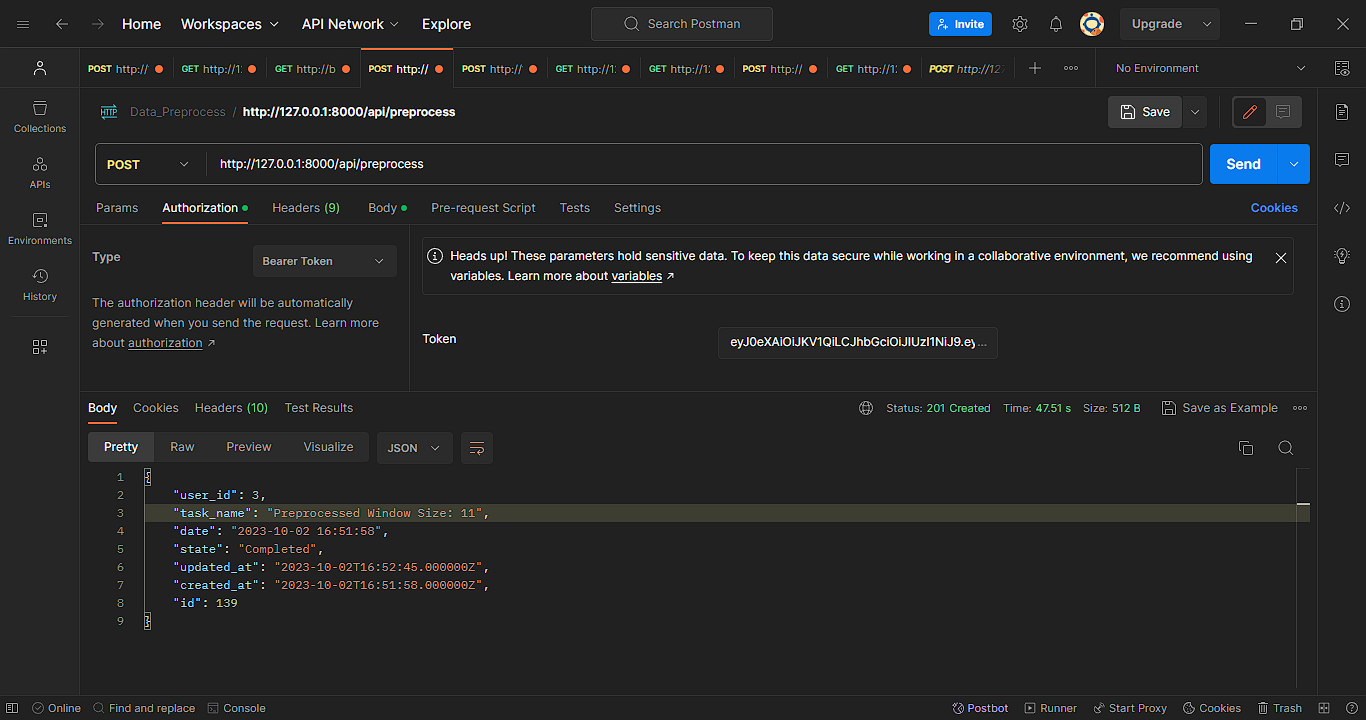 Home Workspaces API Network Explore Search Postman Invite Upgrade
POST http://' GET http://1: GET http://b POST http:// POST http://' GET http://1: GET http://1: POST http:// GET http://1: POST http://127 No Environment
Collections
APIs
Environments
History
HTTP Data_Preprocess / http://127.0.0.1:8000/api/preprocess Save
POST http://127.0.0.1:8000/api/preprocess Send
Params Authorization Headers (9) Body Pre-request Script Tests Settings Cookies
Type Bearer Token
The authorization header will be automatically
generated when you send the request. Learn more
about authorization ↗
Heads up! These parameters hold sensitive data. To keep this data secure while working in a collaborative environment, we recommend using
variables. Learn more about variables ↗
Token eyJ0eXAiOiJKV1QiLCJhbGciOiJIUzI1NiJ9.ey...
Body Cookies Headers (10) Test Results Status: 201 Created Time: 47.51 s Size: 512 B Save as Example
Pretty Raw Preview Visualize JSON
1 {
2 "user_id": 3,
3 "task_name": "Preprocessed Window Size: 11",
4 "date": "2023-10-02 16:51:58",
5 "state": "Completed",
6 "updated_at": "2023-10-02T16:52:45.000000Z",
7 "created_at": "2023-10-02T16:51:58.000000Z",
8 "id": 139
9 }
Online Find and replace Console Postbot Runner Start Proxy Cookies Trash